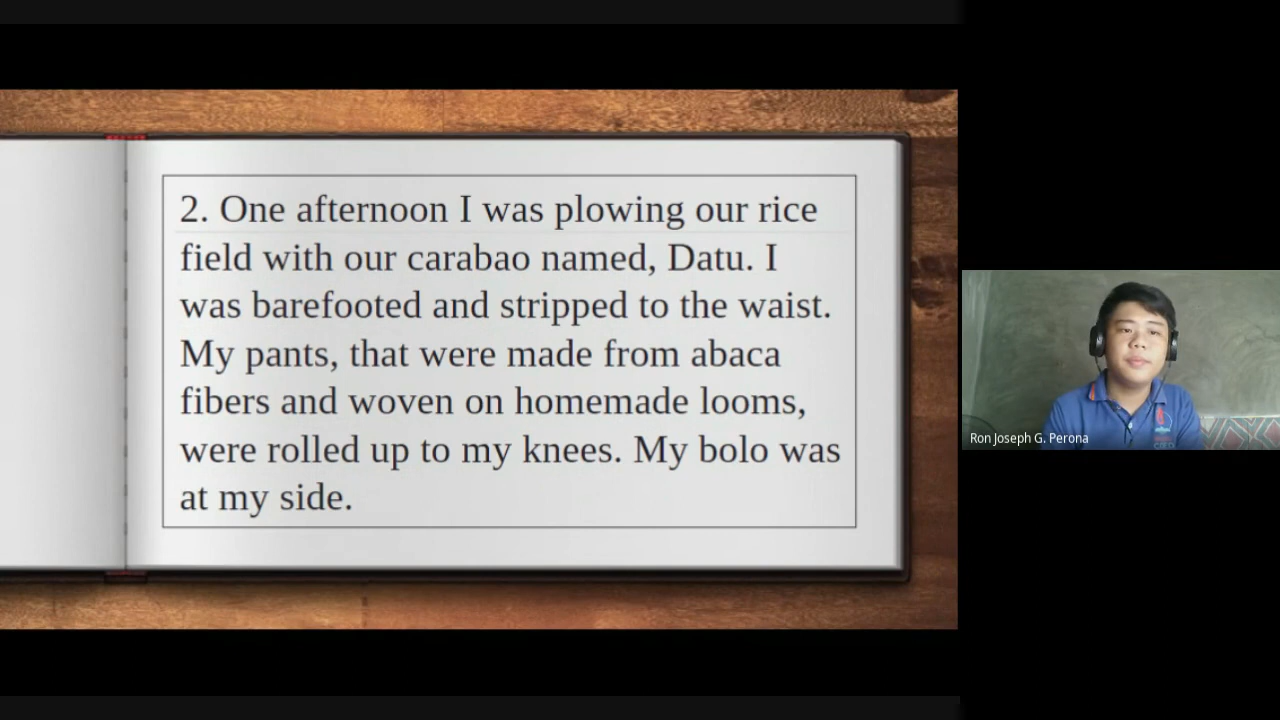 2. One afternoon I was plowing our rice
field with our carabao named, Datu. I
was barefooted and stripped to the waist.
My pants, that were made from abaca
fibers and woven on homemade looms,
were rolled up to my knees. My bolo was
at my side.
Ron Joseph G. Perona